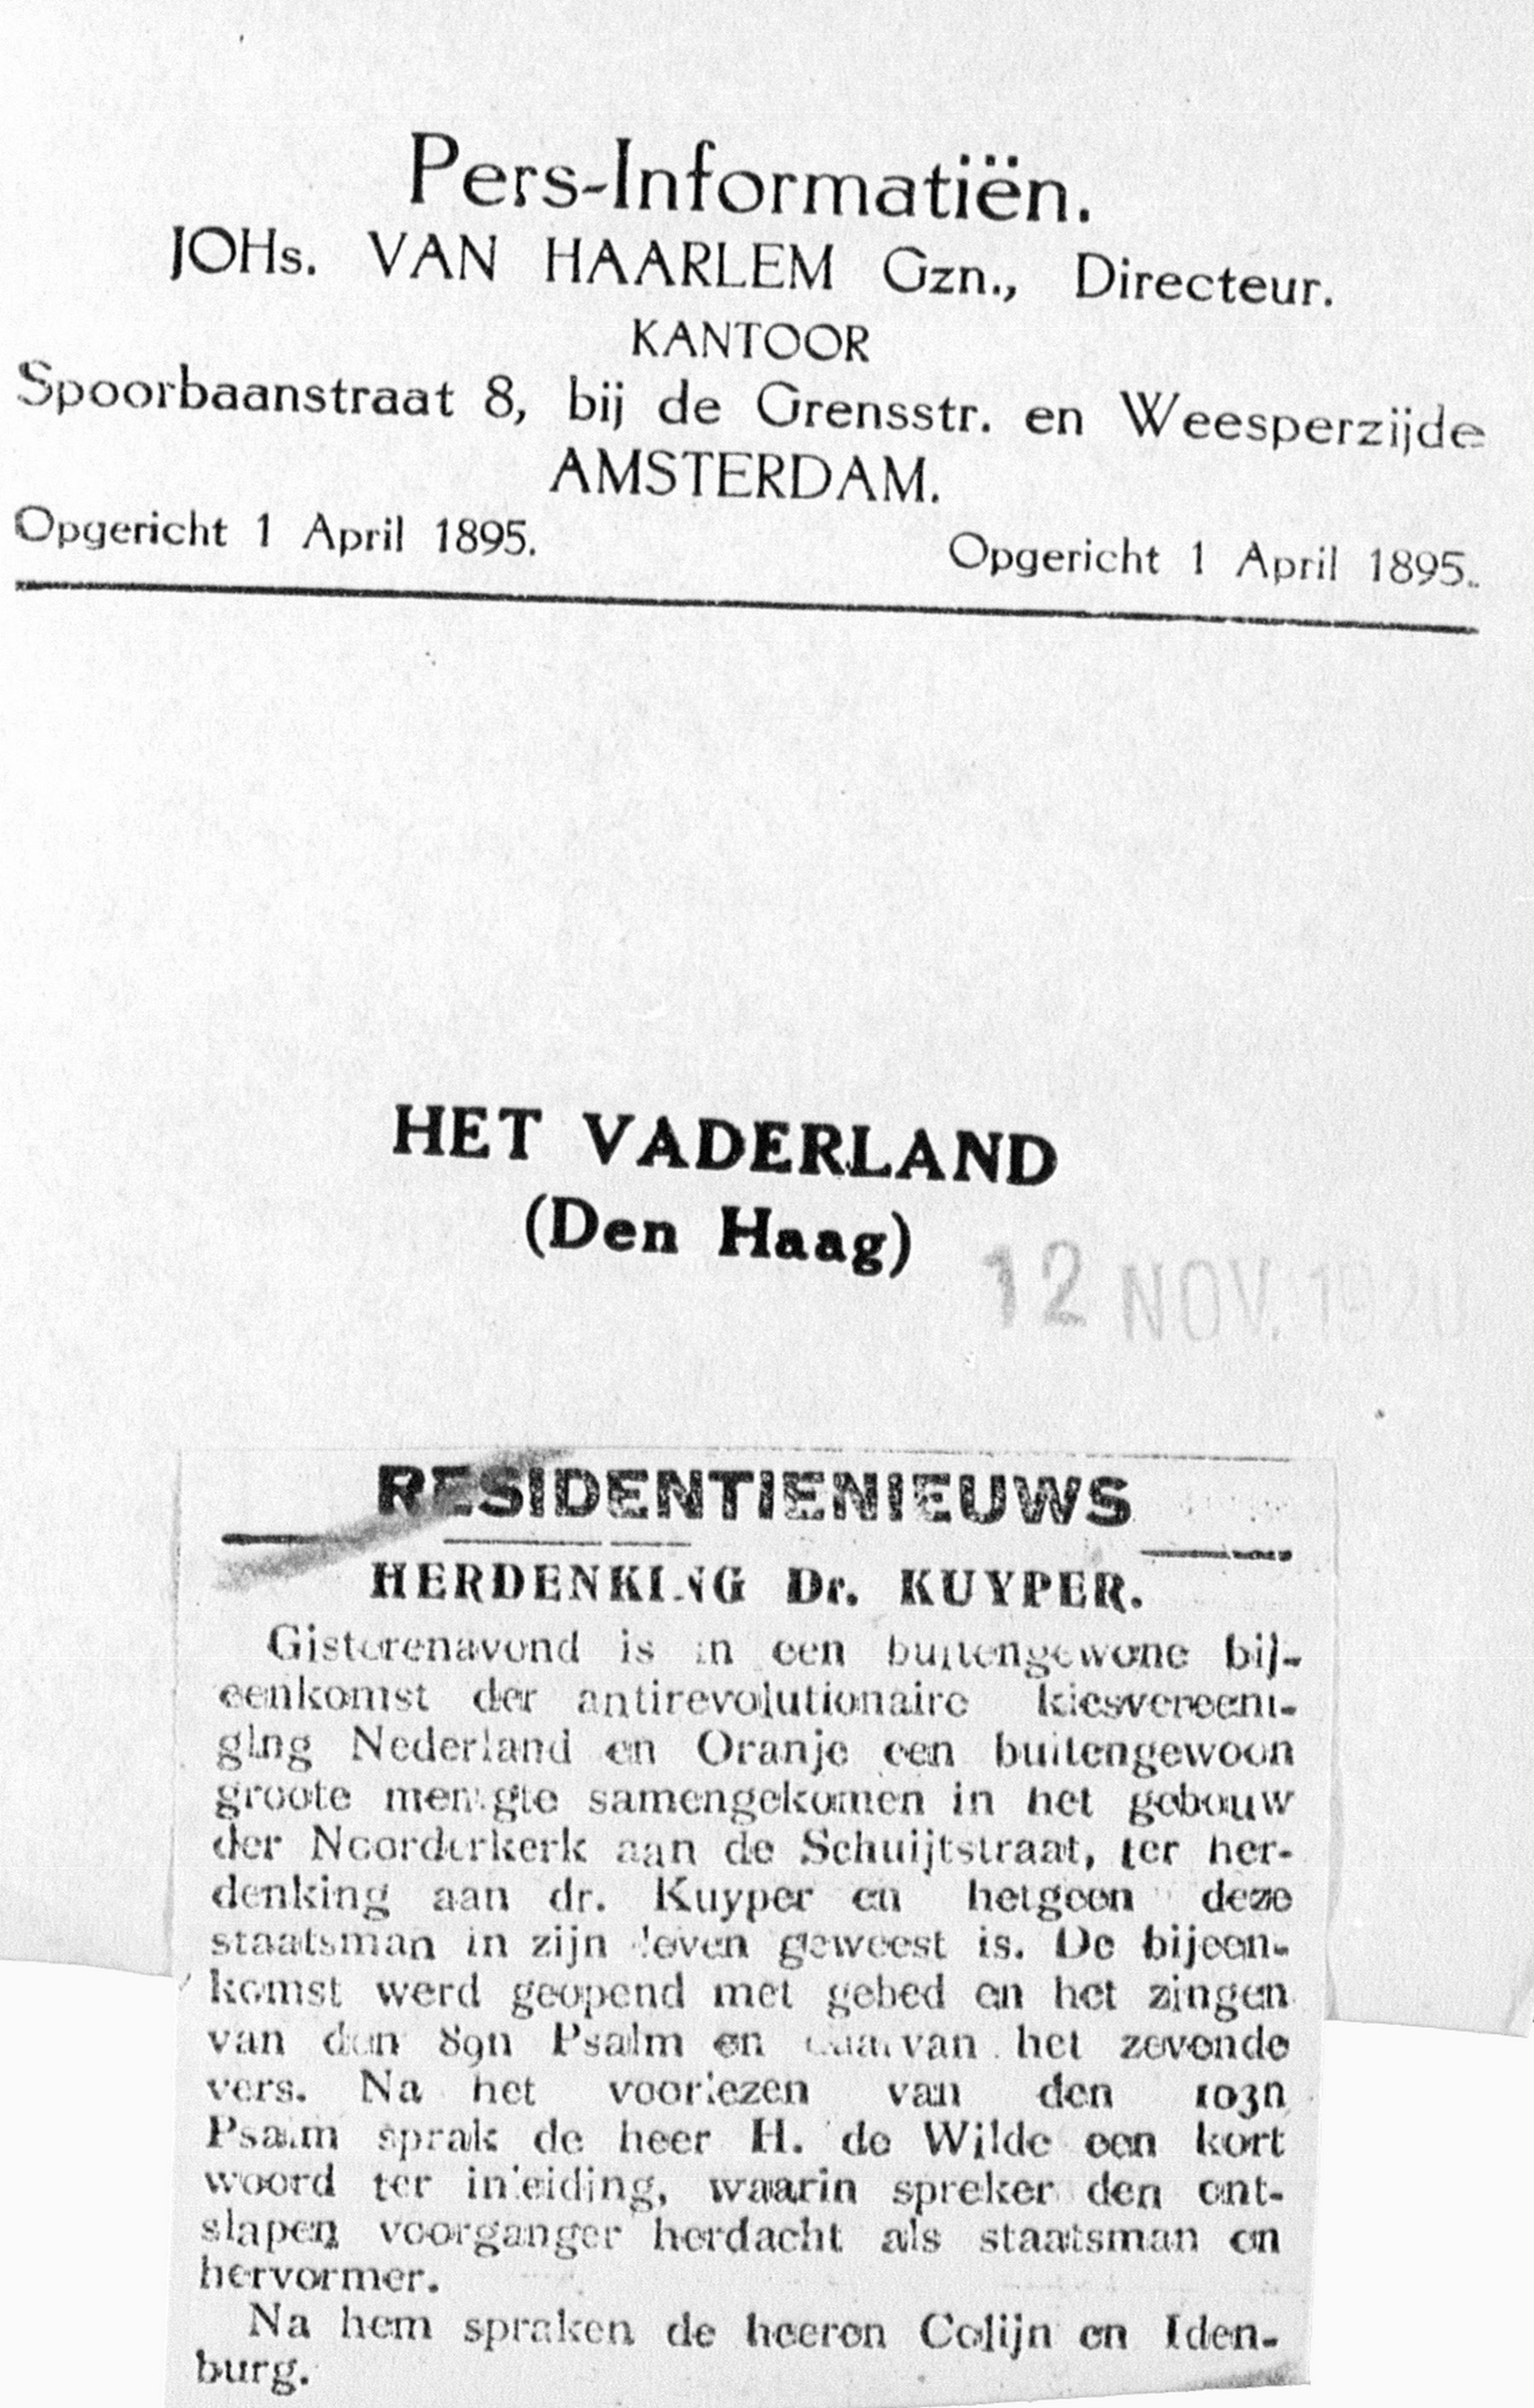 Pers-Informatiën.
JOHs. VAN HAARLEM Gzn., Directeur.
KANTOOR
Spoorbaanstraat 8, bij de Grensstr. en Weesperzijde
AMSTERDAM.
Opgericht 1 April 1895. Opgericht 1 April 1895.
HET VADERLAND
(Den Haag)
12 NOV. 1920
RESIDENTIENIEUWS
HERDENKING Dr. KUYPER.
Gisterenavond is in een buitengewone bij-
eenkomst der antirevolutionaire kiesvereeni-
ging Nederland en Oranje een buitengewoon
groote menigte samengekomen in het gebouw
der Noorderkerk aan de Schuijtstraat, ter her-
denking aan dr. Kuyper en hetgeen deze
staatsman in zijn leven geweest is. De bijeen-
komst werd geopend met gebed en het zingen
van den 89n Psalm en daarvan het zevende
vers. Na het voorlezen van den 103n
Psalm sprak de heer H. de Wilde een kort
woord ter inleiding, waarin spreker den ont-
slapen voorganger herdacht als staatsman en
hervormer.
Na hem spraken de heeren Colijn en Iden-
burg.